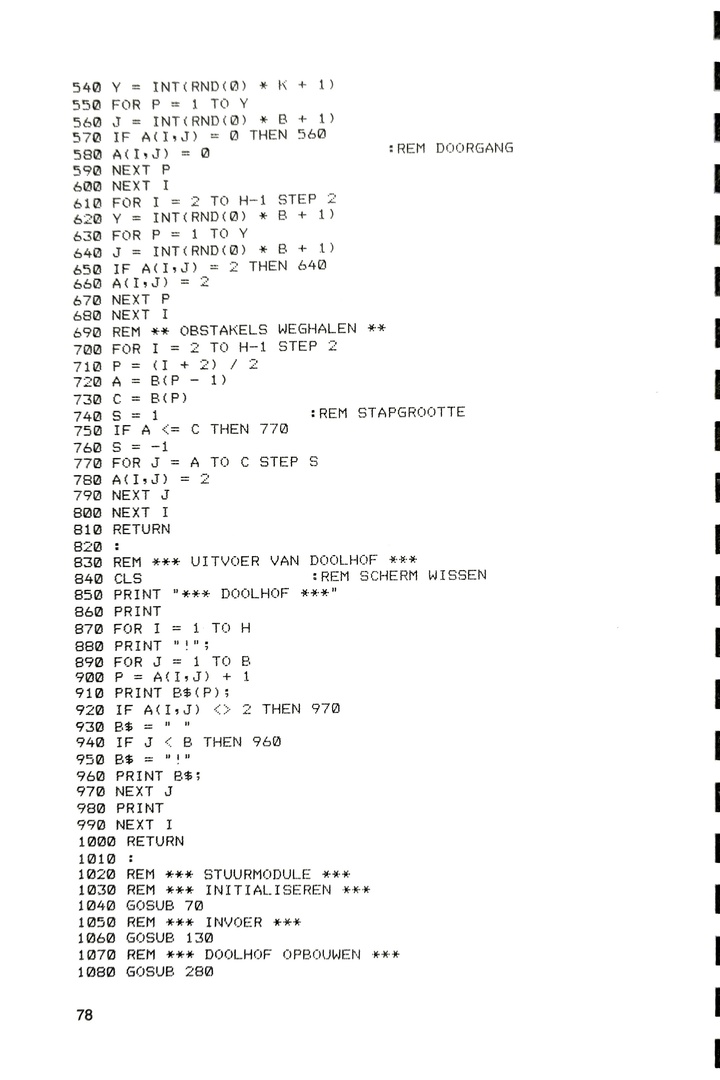 540 Y = INT(RND(0) * K + 1)
550 FOR P = 1 TO Y
560 J = INT(RND(0) * B + 1)
570 IF A(I,J) = 0 THEN 560
580 A(I,J) = 0 :REM DOORGANG
590 NEXT P
600 NEXT I
610 FOR I = 2 TO H-1 STEP 2
620 Y = INT(RND(0) * B + 1)
630 FOR P = 1 TO Y
640 J = INT(RND(0) * B + 1)
650 IF A(I,J) = 2 THEN 640
660 A(I,J) = 2
670 NEXT P
680 NEXT I
690 REM ** OBSTAKELS WEGHALEN **
700 FOR I = 2 TO H-1 STEP 2
710 P = (I + 2) / 2
720 A = B(P - 1)
730 C = B(P)
740 S = 1 :REM STAPGROOTTE
750 IF A <= C THEN 770
760 S = -1
770 FOR J = A TO C STEP S
780 A(I,J) = 2
790 NEXT J
800 NEXT I
810 RETURN
820 :
830 REM *** UITVOER VAN DOOLHOF ***
840 CLS :REM SCHERM WISSEN
850 PRINT "*** DOOLHOF ***"
860 PRINT
870 FOR I = 1 TO H
880 PRINT "!";
890 FOR J = 1 TO B
900 P = A(I,J) + 1
910 PRINT B$(P);
920 IF A(I,J) <> 2 THEN 970
930 B$ = " "
940 IF J < B THEN 960
950 B$ = "!"
960 PRINT B$;
970 NEXT J
980 PRINT
990 NEXT I
1000 RETURN
1010 :
1020 REM *** STUURMODULE ***
1030 REM *** INITIALISEREN ***
1040 GOSUB 70
1050 REM *** INVOER ***
1060 GOSUB 130
1070 REM *** DOOLHOF OPBOUWEN ***
1080 GOSUB 280
78